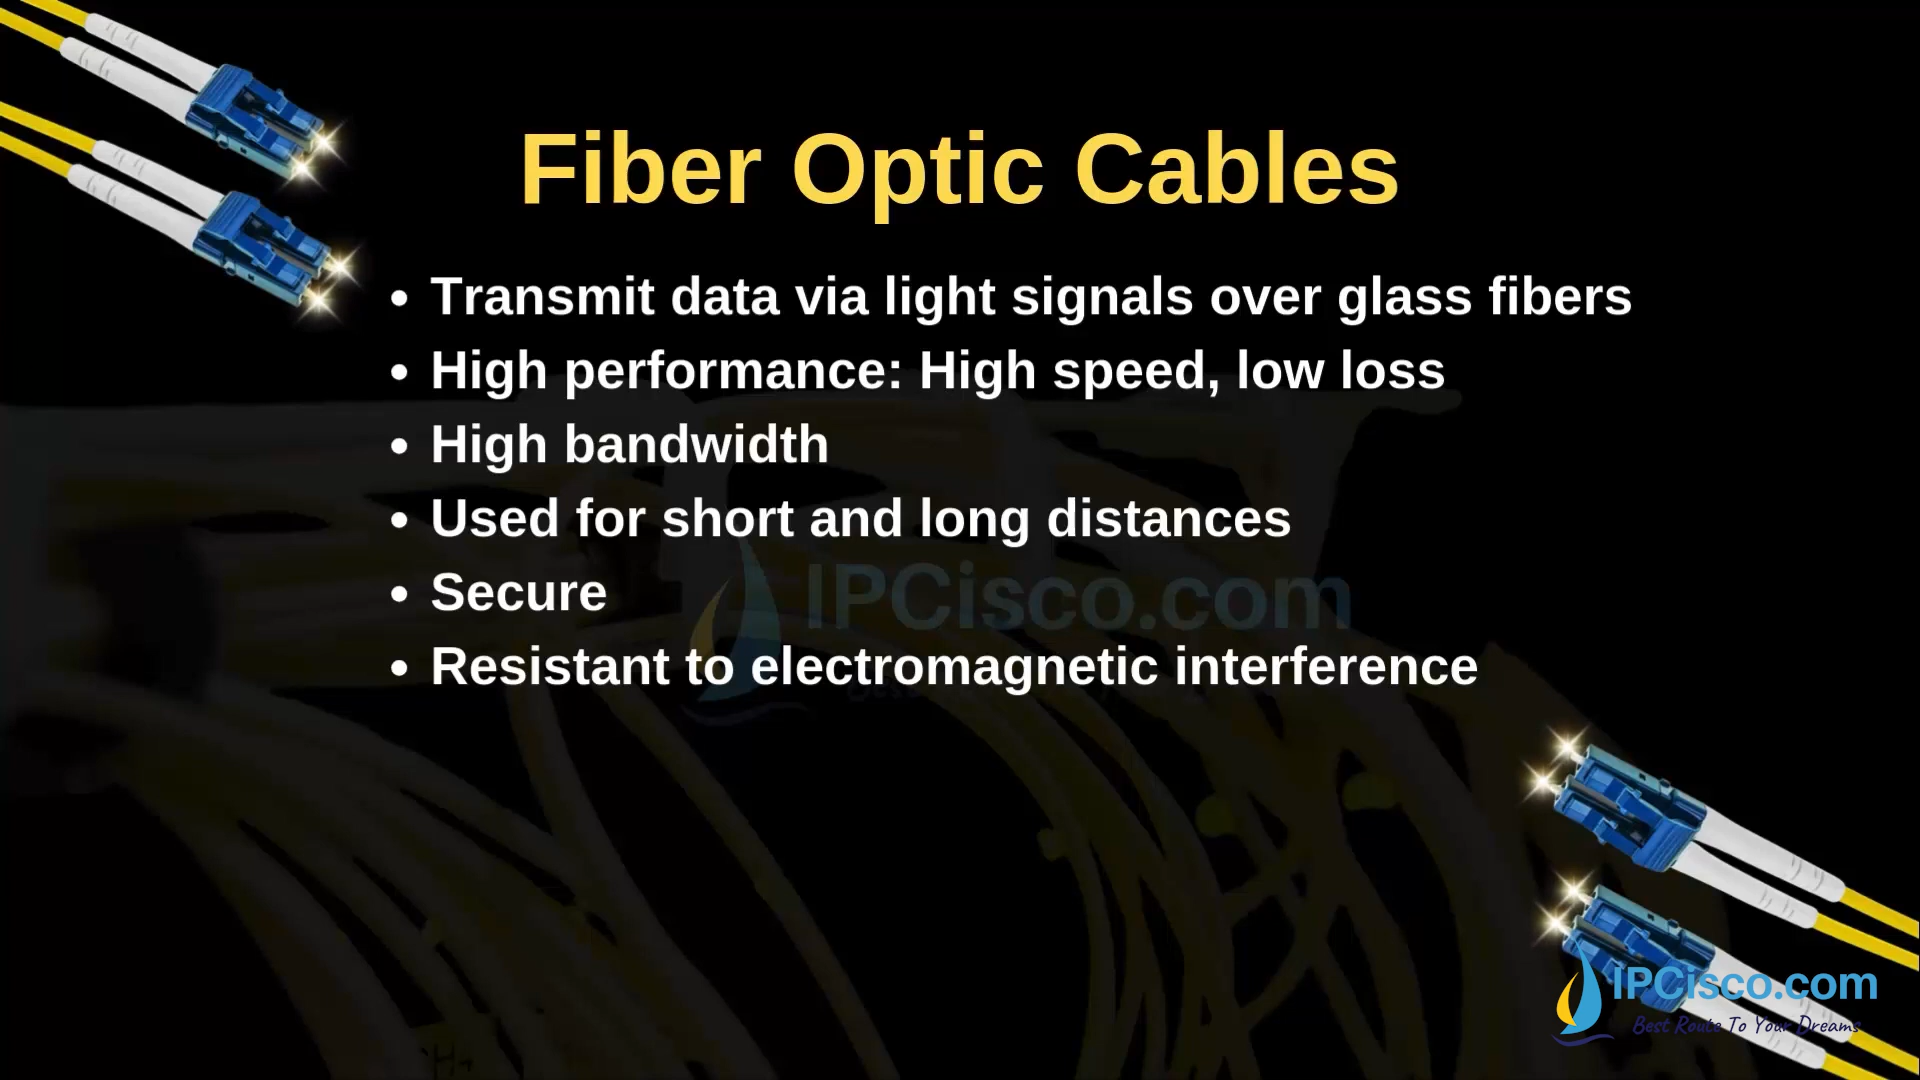 Fiber Optic Cables
• Transmit data via light signals over glass fibers
• High performance: High speed, low loss
• High bandwidth
• Used for short and long distances
• Secure
• Resistant to electromagnetic interference
IPCisco.com
IPCisco.com
Best Route To Your Dreams